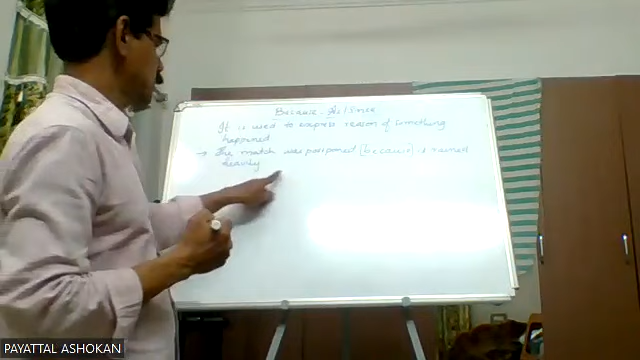 Because - As / Since
It is used to express reason of something
happened
→ The match was postponed [because] it rained
heavily
PAYATTAL ASHOKAN